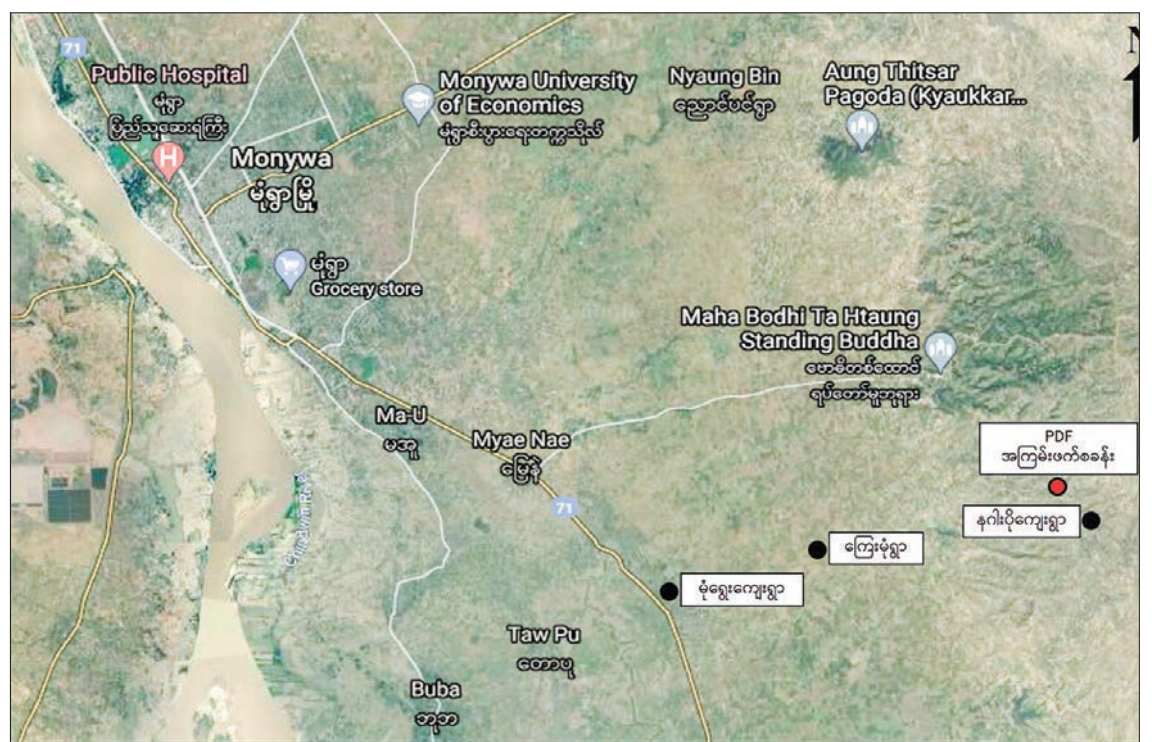 71
Public Hospital
မုံရွာ
ပြည်သူ့ဆေးရုံကြီး
Monywa
မုံရွာမြို့
Monywa University
of Economics
မုံရွာစီးပွားရေးတက္ကသိုလ်
Nyaung Bin
ညောင်ပင်ရွာ
Aung Thitsar
Pagoda (Kyaukkar...
N
မုံရွာ
Grocery store
Maha Bodhi Ta Htaung
Standing Buddha
ဗောဓိတစ်ထောင်
ရပ်တော်မူဘုရား
Ma-U
မအူ
Myae Nae
မြေနဲ
71
Chindwin River
PDF
အကြမ်းဖက်စခန်း
နဂါးပိုကျေးရွာ
ကြေးမုံရွာ
မုံရွေးကျေးရွာ
Taw Pu
တောပု
Buba
ဘုဘ